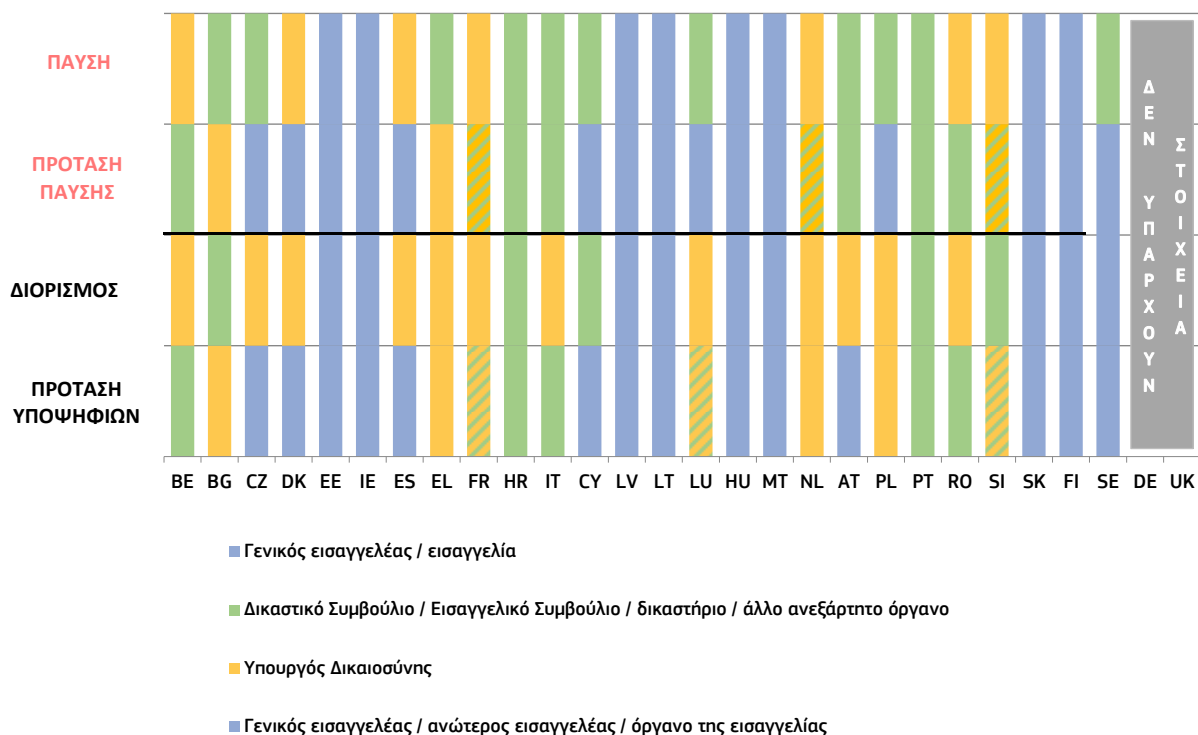 ΠΑΥΣΗ
ΠΡΟΤΑΣΗ
ΠΑΥΣΗΣ
ΔΙΟΡΙΣΜΟΣ
ΠΡΟΤΑΣΗ
ΥΠΟΨΗΦΙΩΝ
ΔΕΝ ΥΠΑΡΧΟΥΝ
ΣΤΟΙΧΕΙΑ
BE BG CZ DK EE IE ES EL FR HR IT CY LV LT LU HU MT NL AT PL PT RO SI SK FI SE DE UK
Γενικός εισαγγελέας / εισαγγελία
Δικαστικό Συμβούλιο / Εισαγγελικό Συμβούλιο / δικαστήριο / άλλο ανεξάρτητο όργανο
Υπουργός Δικαιοσύνης
Γενικός εισαγγελέας / ανώτερος εισαγγελέας / όργανο της εισαγγελίας